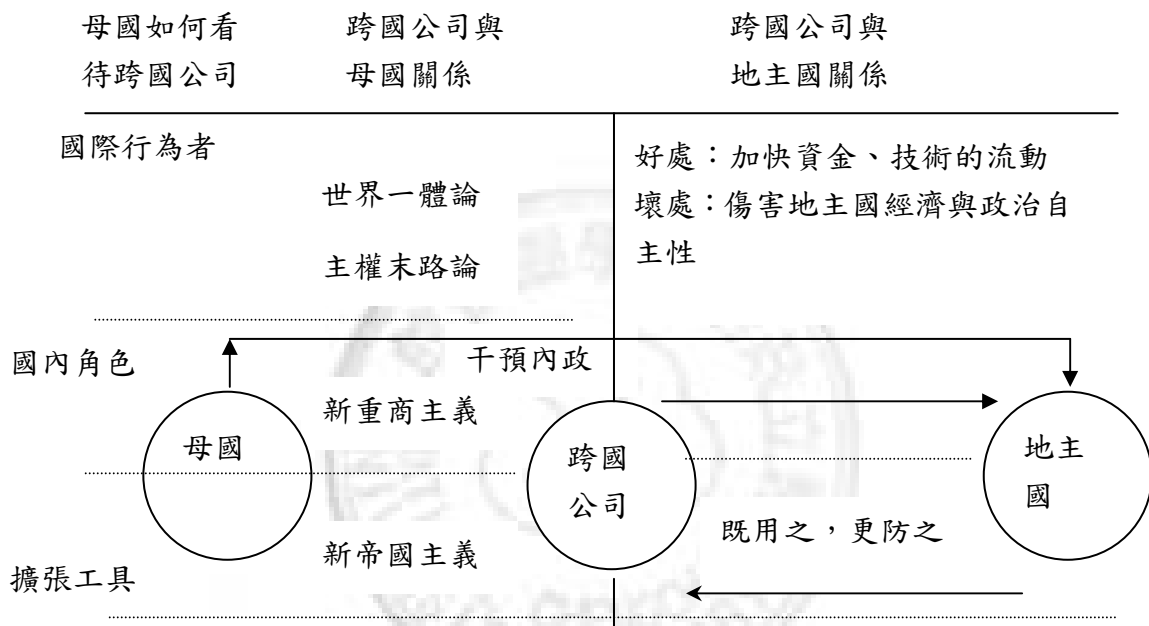 母國如何看
待跨國公司
跨國公司與
母國關係
跨國公司與
地主國關係
國際行為者
世界一體論
主權末路論
好處：加快資金、技術的流動
壞處：傷害地主國經濟與政治自
主性
國內角色
干預內政
新重商主義
母國
跨國
公司
地主
國
既用之，更防之
新帝國主義
擴張工具